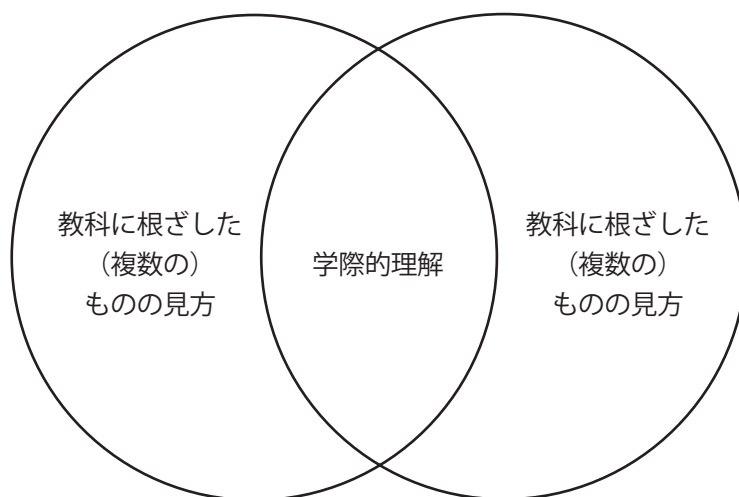 教科に根ざした
（複数の）
ものの見方
学際的理解
教科に根ざした
（複数の）
ものの見方